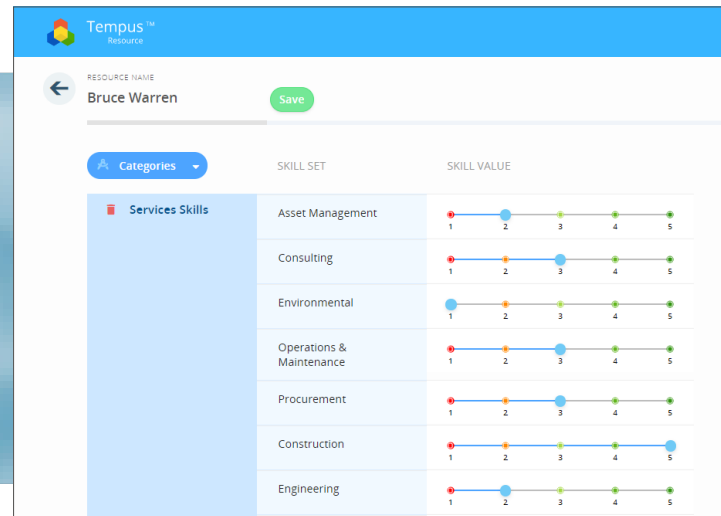 Tempus ™
Resource
RESOURCE NAME
Bruce Warren
Save
Categories
SKILL SET
SKILL VALUE
Services Skills
Asset Management
1 2 3 4 5
Consulting
1 2 3 4 5
Environmental
1 2 3 4 5
Operations &
Maintenance
1 2 3 4 5
Procurement
1 2 3 4 5
Construction
1 2 3 4 5
Engineering
1 2 3 4 5